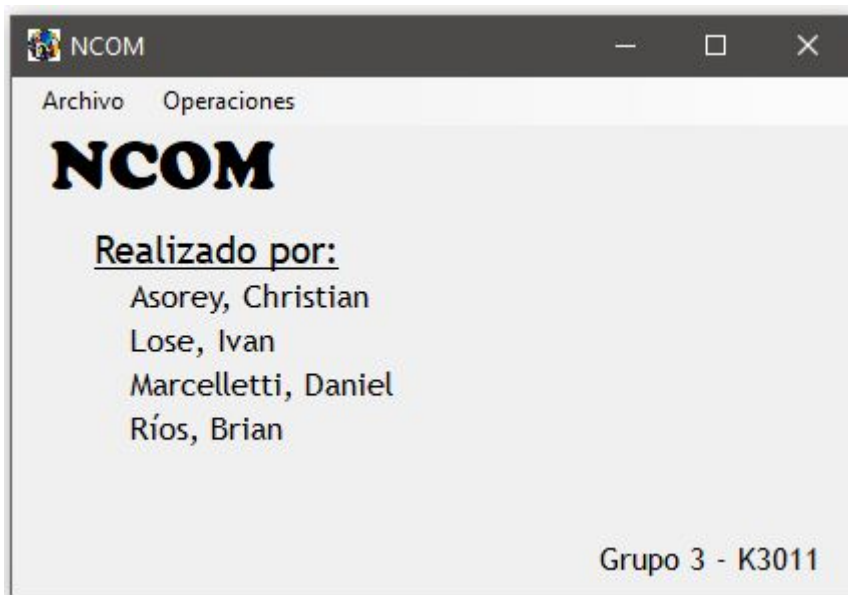 NCOM
Archivo Operaciones
NCOM
Realizado por:
Asorey, Christian
Lose, Ivan
Marcelletti, Daniel
Ríos, Brian
Grupo 3 - K3011